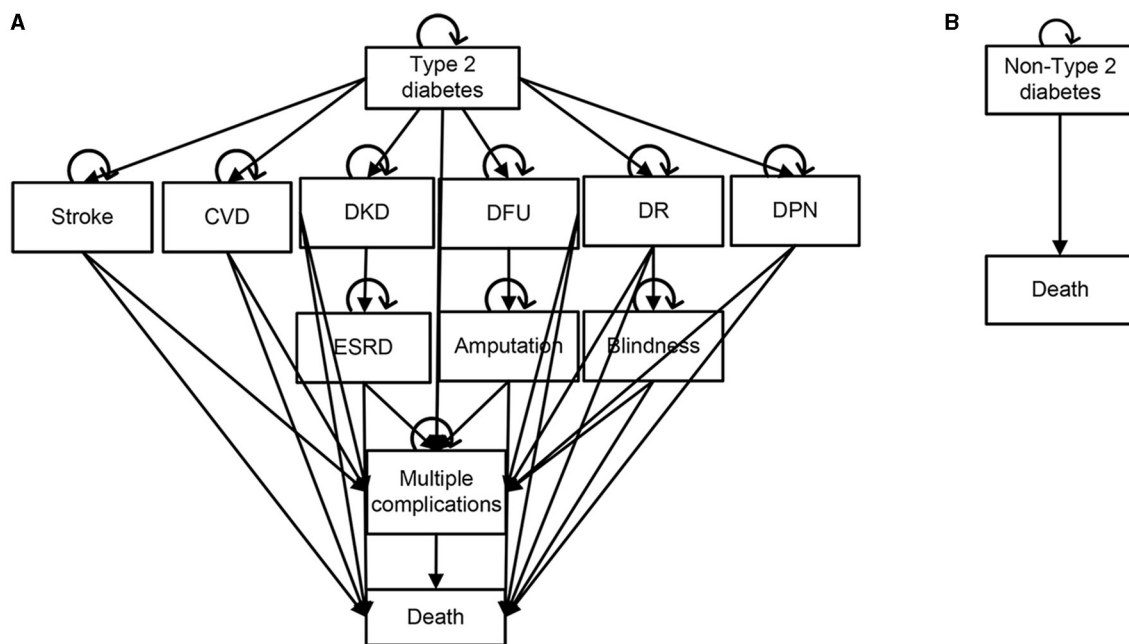 A
Type 2
diabetes
Stroke
CVD
DKD
DFU
DR
DPN
ESRD
Amputation
Blindness
Multiple
complications
Death
B
Non-Type 2
diabetes
Death